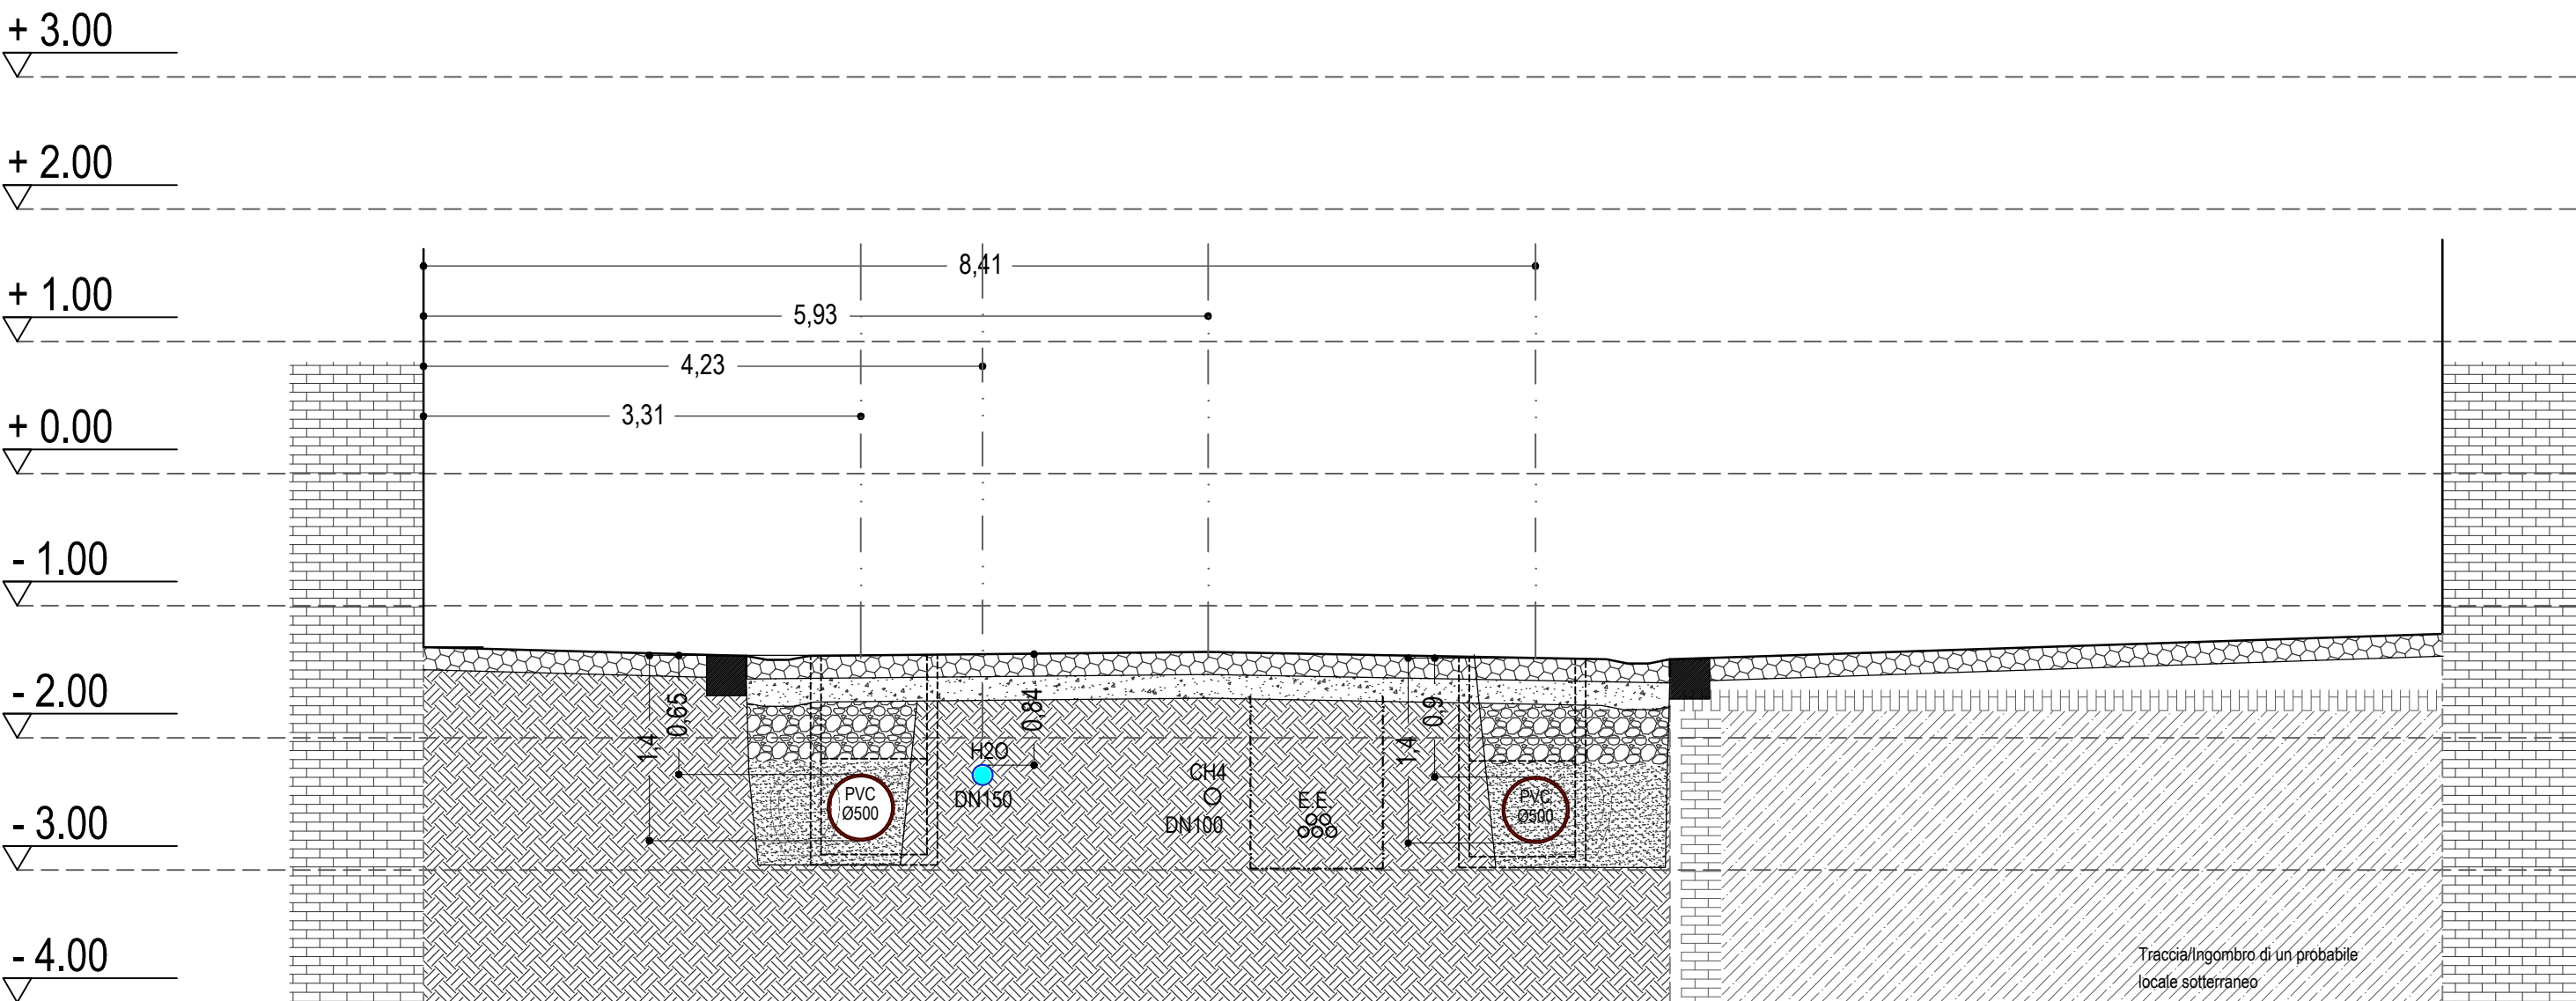 + 3.00
+ 2.00
+ 1.00
+ 0.00
- 1.00
- 2.00
- 3.00
- 4.00
8,41
5,93
4,23
3,31
1,4
0,65
0,84
1,4
0,9
PVC
Ø500
H2O
DN150
CH4
DN100
E.E.
PVC
Ø500
Traccia/Ingombro di un probabile
locale sotterraneo